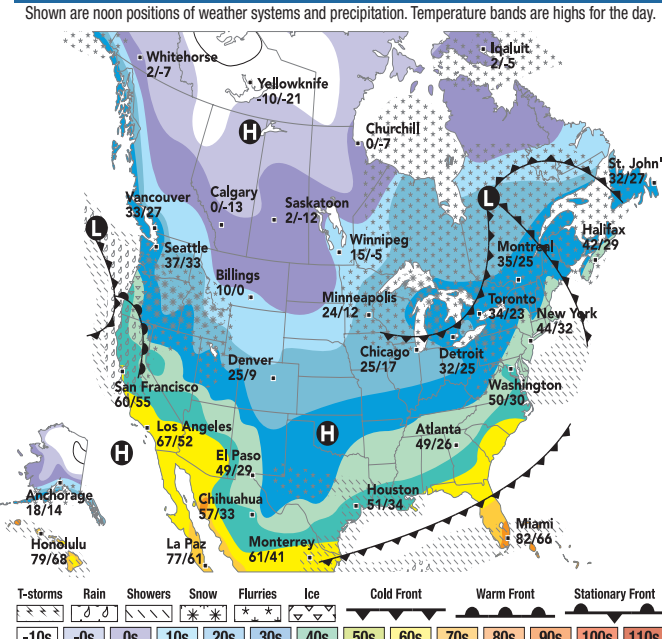 Shown are noon positions of weather systems and precipitation. Temperature bands are highs for the day.
Whitehorse
2/-7
Iqaluit
2/-5
Yellowknife
-10/-21
H
Churchill
0/-7
St. John'
32/27
Vancouver
33/27
Calgary
0/-13
Saskatoon
2/-12
L
L
Halifax
42/29
Winnipeg
15/-5
Montreal
35/25
Seattle
37/33
Billings
10/0
Minneapolis
24/12
Toronto
34/23
New York
44/32
Denver
25/9
Chicago
25/17
Detroit
32/25
San Francisco
60/55
Washington
50/30
Los Angeles
67/52
H
H
Atlanta
49/26
El Paso
49/29
Anchorage
18/14
Chihuahua
57/33
Houston
51/34
Miami
82/66
Honolulu
79/68
La Paz
77/61
Monterrey
61/41
T-storms Rain Showers Snow Flurries Ice Cold Front Warm Front Stationary Front
-10s -0s 0s 10s 20s 30s 40s 50s 60s 70s 80s 90s 100s 110s